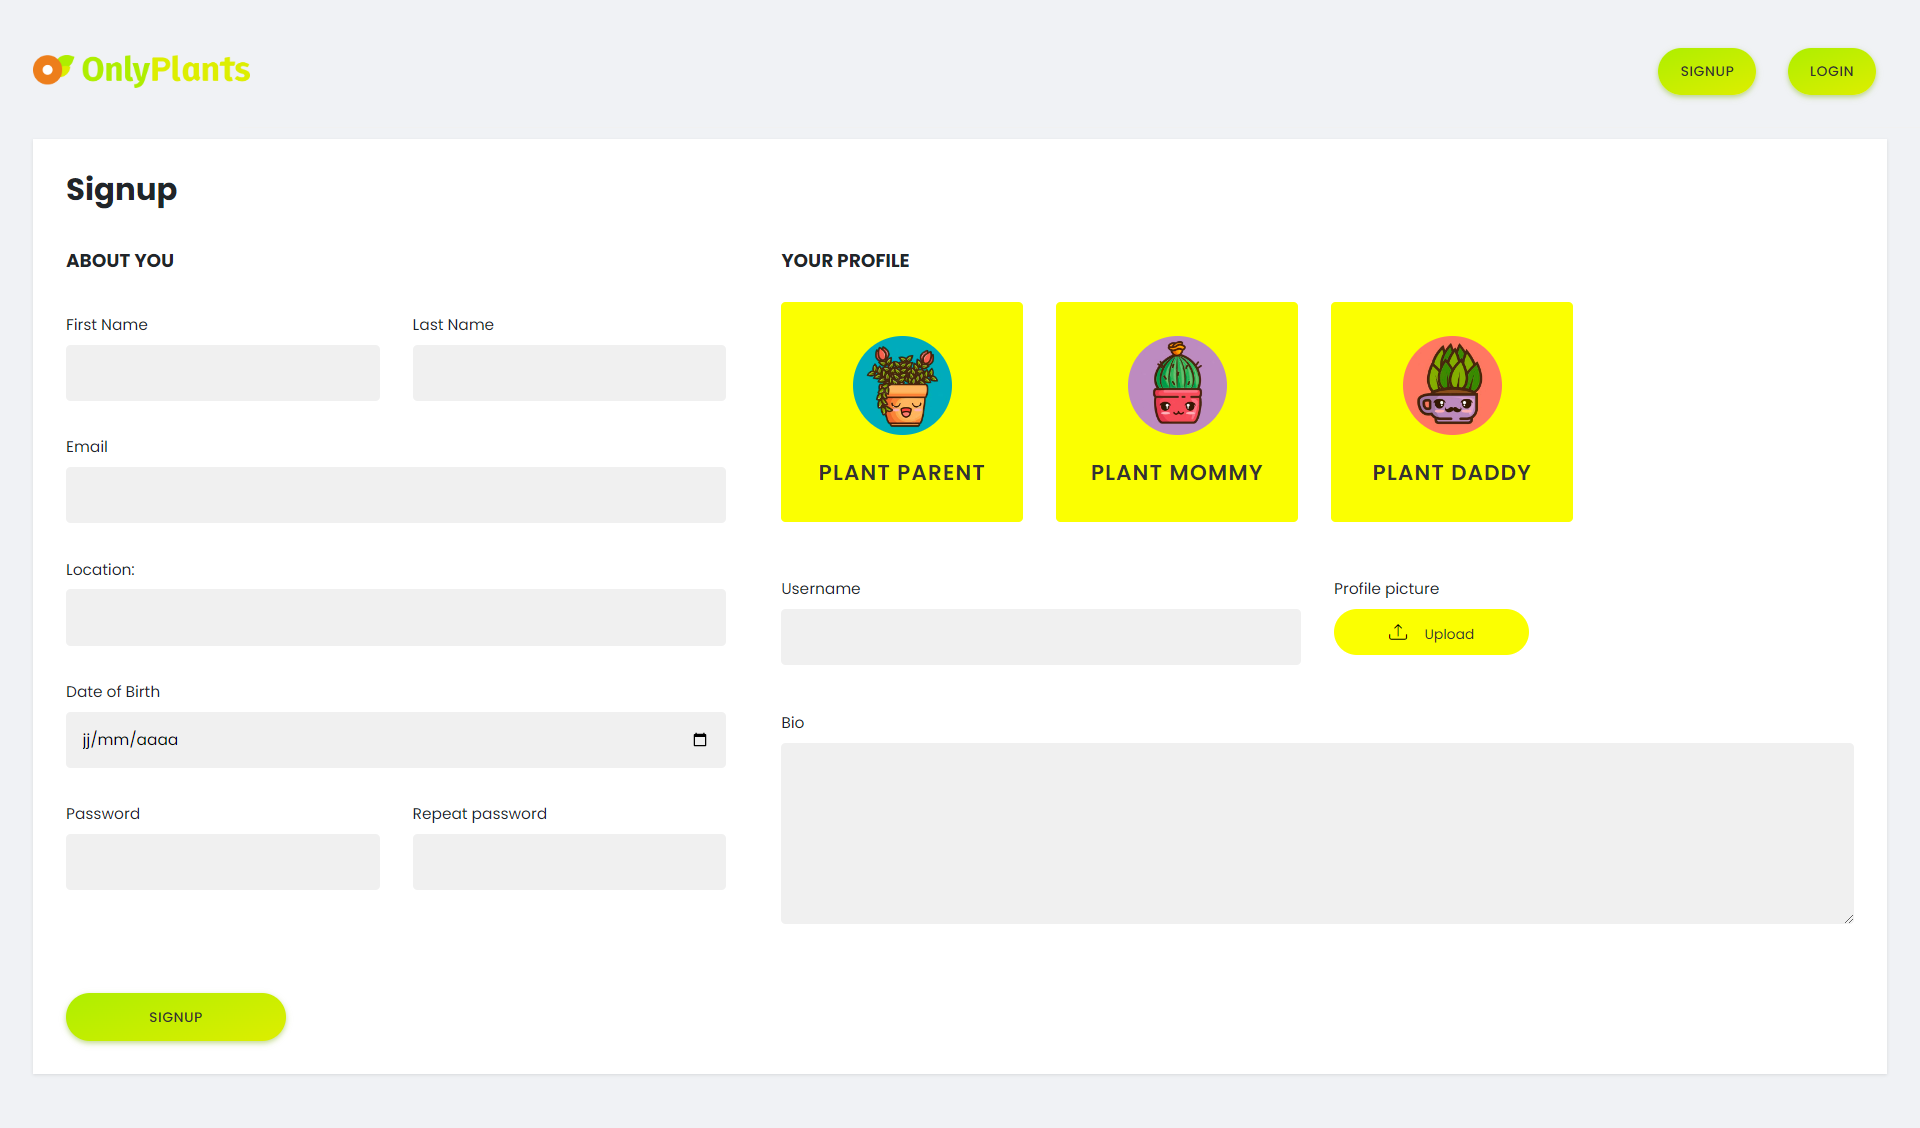 OnlyPlants
SIGNUP
LOGIN
Signup
ABOUT YOU
First Name
Last Name
Email
Location:
Date of Birth
jj/mm/aaaa
Password
Repeat password
YOUR PROFILE
PLANT PARENT
PLANT MOMMY
PLANT DADDY
Username
Profile picture
Upload
Bio
SIGNUP